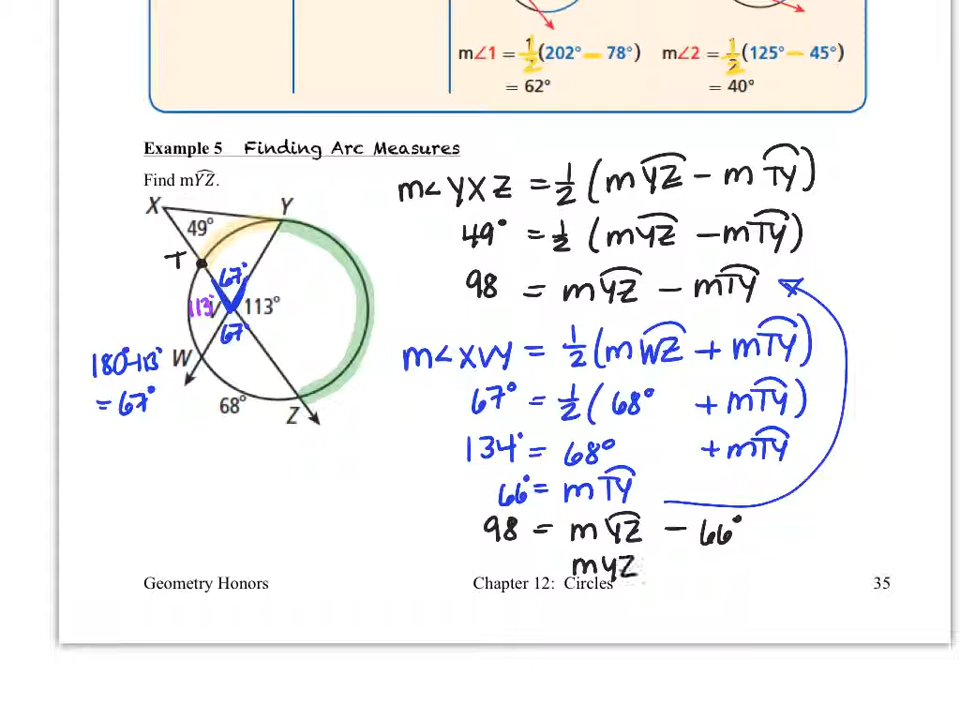 m∠1 = 1/2(202° − 78°)
= 62°
m∠2 = 1/2(125° − 45°)
= 40°
Example 5 Finding Arc Measures
Find mYZ.
X
Y
49°
T
67°
113°
V
113°
67°
W
68°
Z
180°-113°
= 67°
m∠YXZ = 1/2 (mYZ − mTY)
49° = 1/2 (mYZ − mTY)
98 = mYZ − mTY
m∠XVY = 1/2 (mWZ + mTY)
67° = 1/2 (68° + mTY)
134° = 68° + mTY
66° = mTY
98 = mYZ − 66°
mYZ
Geometry Honors
Chapter 12: Circles
35